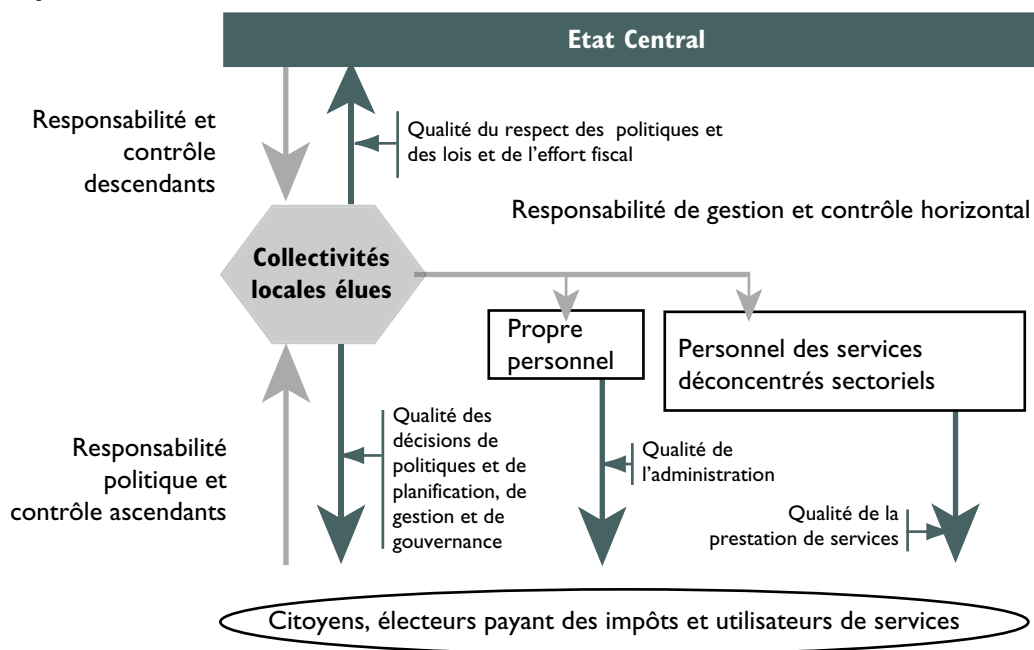 Etat Central
Responsabilité et
contrôle
descendants
Qualité du respect des politiques et
des lois et de l'effort fiscal
Responsabilité de gestion et contrôle horizontal
Collectivités
locales élues
Propre
personnel
Personnel des services
déconcentrés sectoriels
Responsabilité
politique et
contrôle ascendants
Qualité des
décisions de
politiques et de
planification, de
gestion et de
gouvernance
Qualité de
l'administration
Qualité de la
prestation de services
Citoyens, électeurs payant des impôts et utilisateurs de services